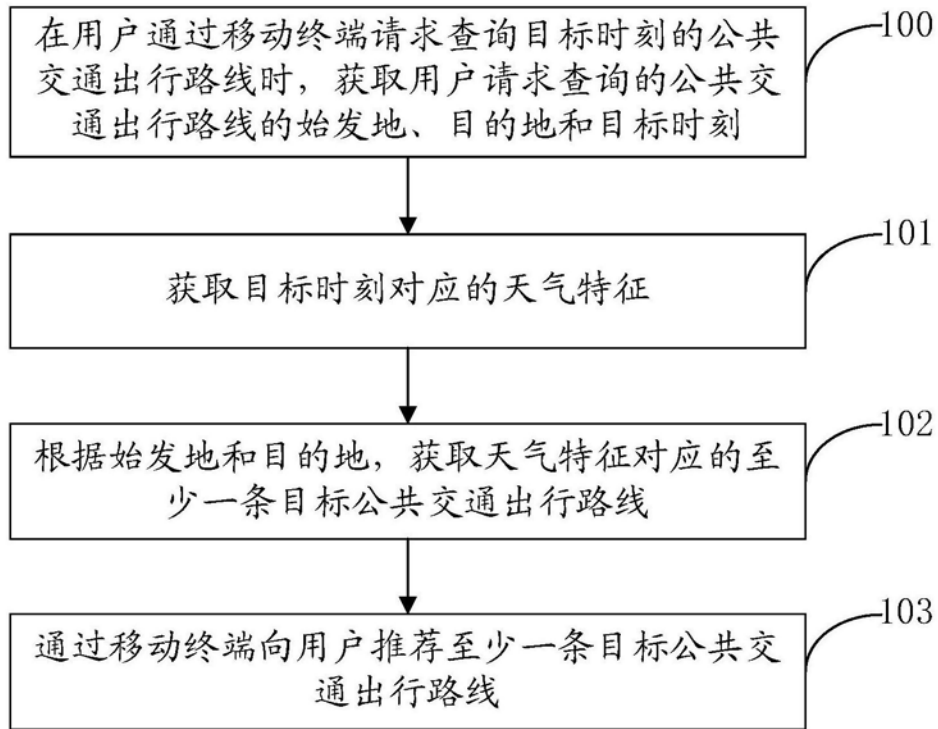 在用户通过移动终端请求查询目标时刻的公共
交通出行路线时，获取用户请求查询的公共交
通出行路线的始发地、目的地和目标时刻
100
获取目标时刻对应的天气特征
101
根据始发地和目的地，获取天气特征对应的至
少一条目标公共交通出行路线
102
通过移动终端向用户推荐至少一条目标公共交
通出行路线
103